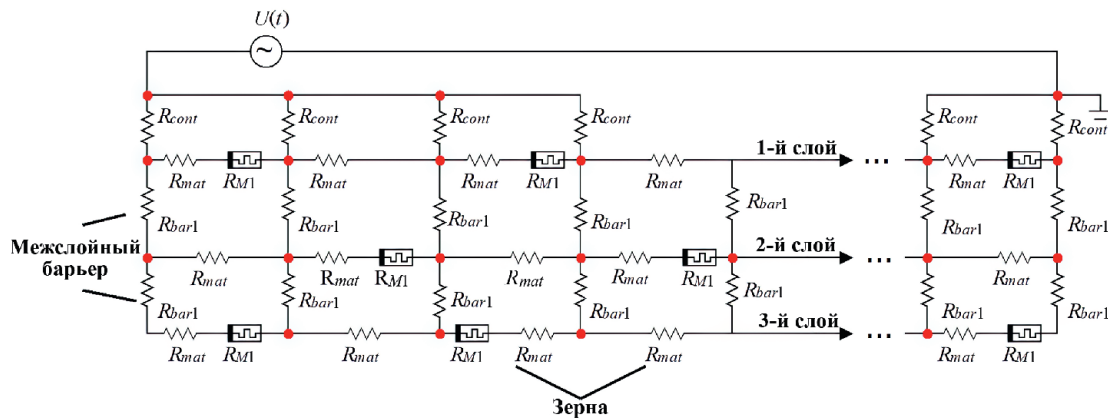 U(t)
~
Rcont Rcont Rcont Rcont Rcont Rcont
1-й слой ...
Rmat RM1 Rmat Rmat RM1 Rmat Rmat RM1
Rbar1 Rbar1 Rbar1 Rbar1 Rbar1 Rbar1 Rbar1
Межслойный
барьер
2-й слой ...
Rmat Rmat RM1 Rmat Rmat RM1 Rmat
Rbar1 Rbar1 Rbar1 Rbar1 Rbar1 Rbar1 Rbar1
3-й слой ...
Rmat RM1 Rmat RM1 Rmat Rmat Rmat RM1
Зерна